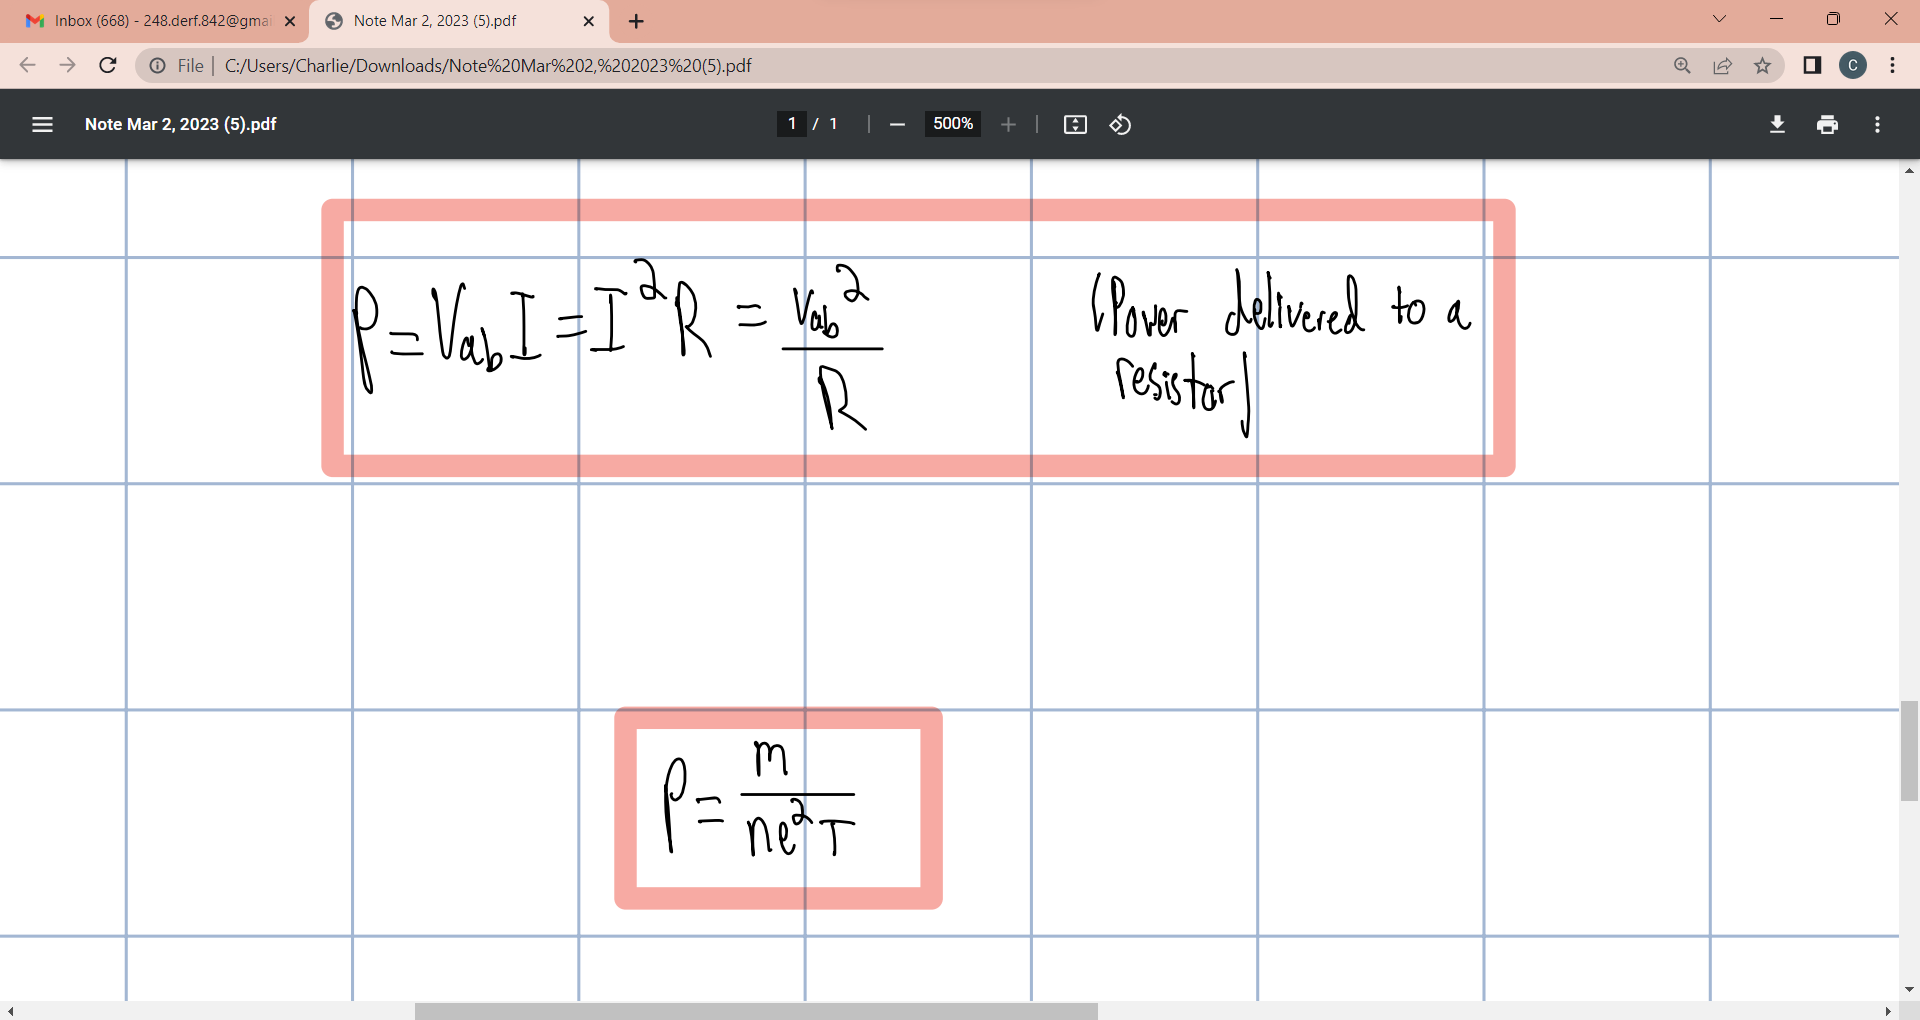 Inbox (668) - 248.derf.842@gmai
Note Mar 2, 2023 (5).pdf
File | C:/Users/Charlie/Downloads/Note%20Mar%202,%202023%20(5).pdf
C
Note Mar 2, 2023 (5).pdf
1 / 1
500%
P = Vab I = I²R = Vab² / R
(Power delivered to a
resistor)
ρ = m / ne²τ